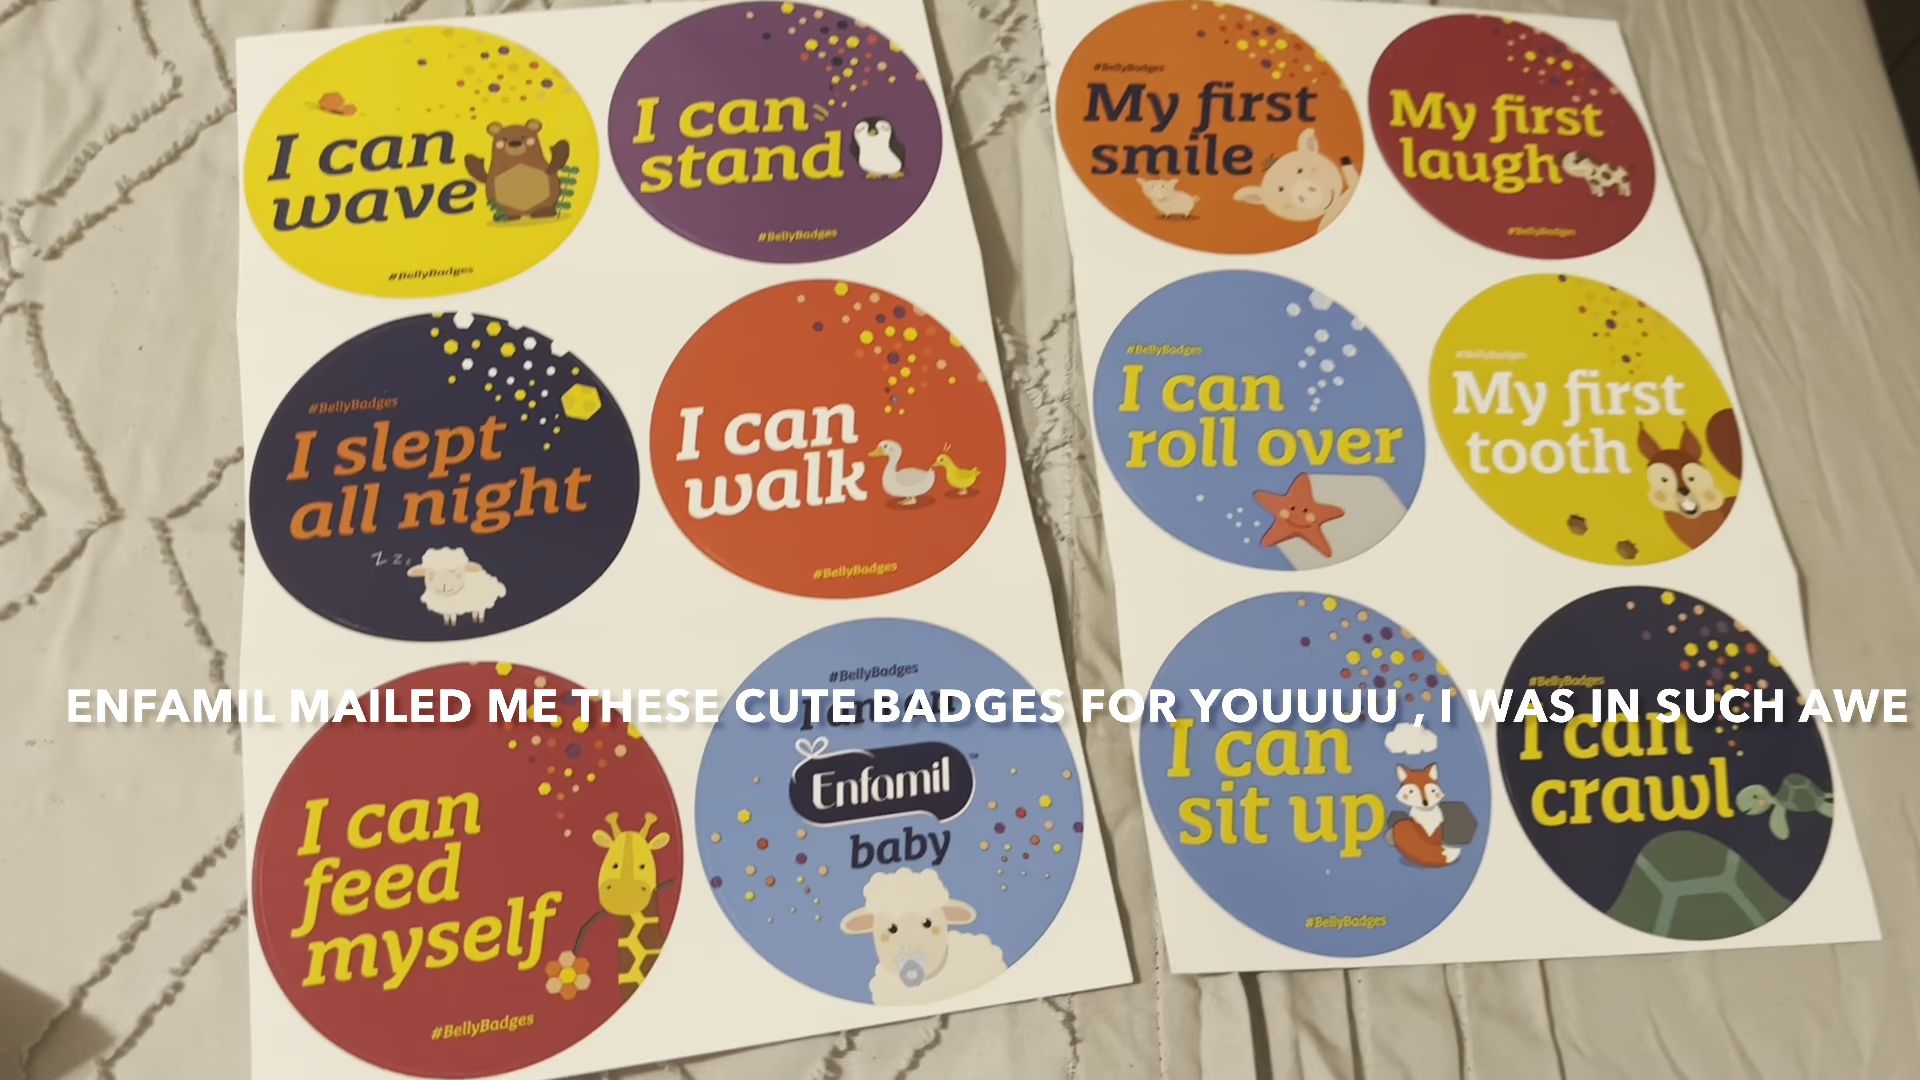 I can
wave
#BellyBadges
I can
stand
#BellyBadges
#BellyBadges
I slept
all night
Z z z
I can
walk
#BellyBadges
I can
feed
myself
#BellyBadges
#BellyBadges
Enfamil
baby
#BellyBadges
My first
smile
My first
laugh
#BellyBadges
#BellyBadges
I can
roll over
#BellyBadges
My first
tooth
I can
sit up
#BellyBadges
#BellyBadges
I can
crawl
ENFAMIL MAILED ME THESE CUTE BADGES FOR YOUUUU , I WAS IN SUCH AWE